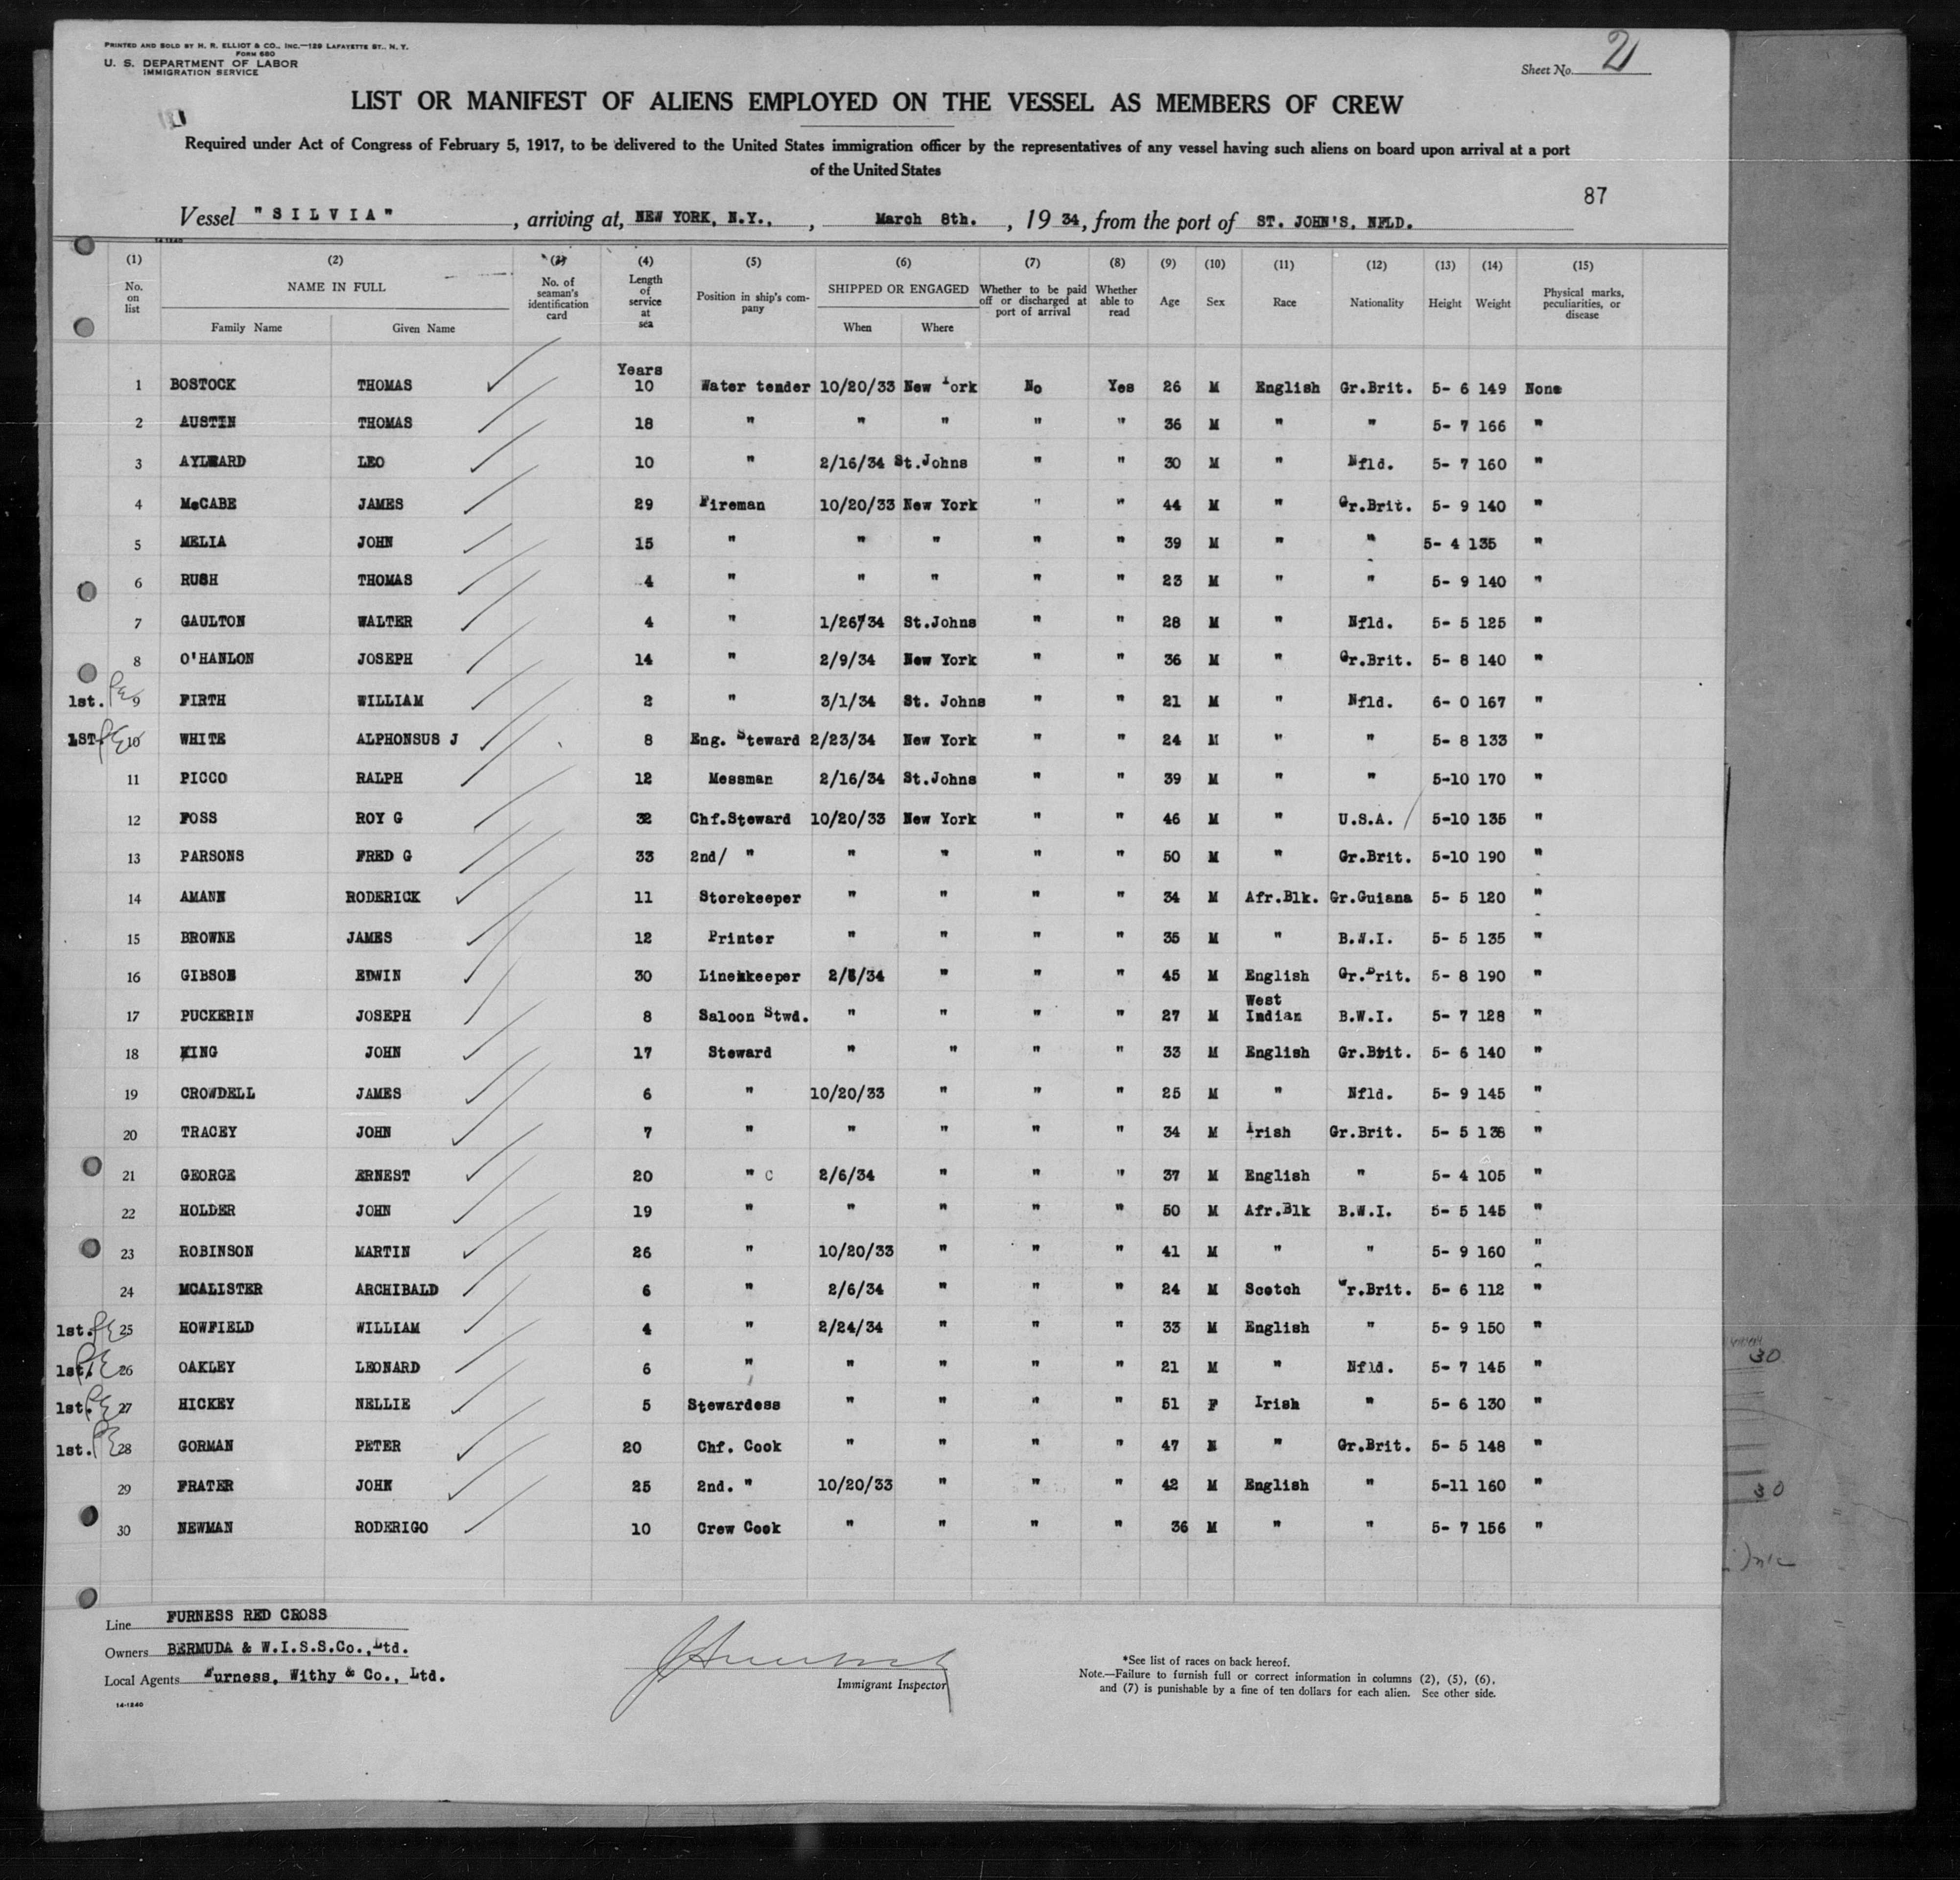 PRINTED AND SOLD BY H. R. ELLIOT & CO., INC.—129 LAFAYETTE ST., N. Y.
FORM 680
U. S. DEPARTMENT OF LABOR
IMMIGRATION SERVICE
Sheet No. 2
LIST OR MANIFEST OF ALIENS EMPLOYED ON THE VESSEL AS MEMBERS OF CREW
Required under Act of Congress of February 5, 1917, to be delivered to the United States immigration officer by the representatives of any vessel having such aliens on board upon arrival at a port
of the United States
87
Vessel "SILVIA", arriving at, NEW YORK, N.Y., , March 8th. , 19 34, from the port of ST. JOHN'S, NFLD.
14-1240
(1) (2) (3) (4) (5) (6) (7) (8) (9) (10) (11) (12) (13) (14) (15)
No. on list NAME IN FULL Family Name Given Name No. of seaman's identification card Length of service at sea Position in ship's company SHIPPED OR ENGAGED When Where Whether to be paid off or discharged at port of arrival Whether able to read Age Sex Race Nationality Height Weight Physical marks, peculiarities, or disease
Years
1 BOSTOCK THOMAS 10 Water tender 10/20/33 New York No Yes 26 M English Gr.Brit. 5- 6 149 None
2 AUSTIN THOMAS 18 " " " " " 36 M " " 5- 7 166 "
3 AYLWARD LEO 10 " 2/16/34 St.Johns " " 30 M " Nfld. 5- 7 160 "
4 McCABE JAMES 29 Fireman 10/20/33 New York " " 44 M " Gr.Brit. 5- 9 140 "
5 MELIA JOHN 15 " " " " " 39 M " " 5- 4 135 "
6 RUSH THOMAS 4 " " " " " 23 M " " 5- 9 140 "
7 GAULTON WALTER 4 " 1/26/34 St.Johns " " 28 M " Nfld. 5- 5 125 "
8 O'HANLON JOSEPH 14 " 2/9/34 New York " " 36 M " Gr.Brit. 5- 8 140 "
1st. 9 FIRTH WILLIAM 2 " 3/1/34 St. Johns " " 21 M " Nfld. 6- 0 167 "
1ST 10 WHITE ALPHONSUS J 8 Eng. Steward 2/23/34 New York " " 24 M " " 5- 8 133 "
11 PICCO RALPH 12 Messman 2/16/34 St.Johns " " 39 M " " 5-10 170 "
12 FOSS ROY G 32 Chf.Steward 10/20/33 New York " " 46 M " U.S.A. 5-10 135 "
13 PARSONS FRED G 33 2nd/ " " " " " 50 M " Gr.Brit. 5-10 190 "
14 AMANN RODERICK 11 Storekeeper " " " " 34 M Afr.Blk. Gr.Guiana 5- 5 120 "
15 BROWNE JAMES 12 Printer " " " " 35 M " B.W.I. 5- 5 135 "
16 GIBSON EDWIN 30 Linenkeeper 2/ /34 " " " 45 M English Gr.Brit. 5- 8 190 "
17 PUCKERIN JOSEPH 8 Saloon Stwd. " " " " 27 M West Indian B.W.I. 5- 7 128 "
18 KING JOHN 17 Steward " " " " 33 M English Gr.Brit. 5- 6 140 "
19 CROWDELL JAMES 6 " 10/20/33 " " " 25 M " Nfld. 5- 9 145 "
20 TRACEY JOHN 7 " " " " " 34 M Irish Gr.Brit. 5- 5 "
21 GEORGE ERNEST 20 " C 2/6/34 " " " 37 M English " 5- 4 105 "
22 HOLDER JOHN 19 " " " " " 50 M Afr.Blk B.W.I. 5- 5 145 "
23 ROBINSON MARTIN 26 " 10/20/33 " " " 41 M " " 5- 9 160 "
24 MCALISTER ARCHIBALD 6 " 2/6/34 " " " 24 M Scotch Gr.Brit. 5- 6 112 "
1st. 25 HOWFIELD WILLIAM 4 " 2/24/34 " " " 33 M English " 5- 9 150 "
1st. 26 OAKLEY LEONARD 6 " " " " " 21 M " Nfld. 5- 7 145 "
1st. 27 HICKEY NELLIE 5 Stewardess " " " " 51 F Irish " 5- 6 130 "
1st. 28 GORMAN PETER 20 Chf. Cook " " " " 47 M " Gr.Brit. 5- 5 148 "
29 FRATER JOHN 25 2nd. " 10/20/33 " " " 42 M English " 5-11 160 "
30 NEWMAN RODERIGO 10 Crew Cook " " " " 36 M " " 5- 7 156 "
30
30
Line FURNESS RED CROSS
Owners BERMUDA & W.I.S.S.Co.,Ltd.
Local Agents Furness, Withy & Co., Ltd.
14-1240
Immigrant Inspector
*See list of races on back hereof.
Note.—Failure to furnish full or correct information in columns (2), (5), (6),
and (7) is punishable by a fine of ten dollars for each alien. See other side.